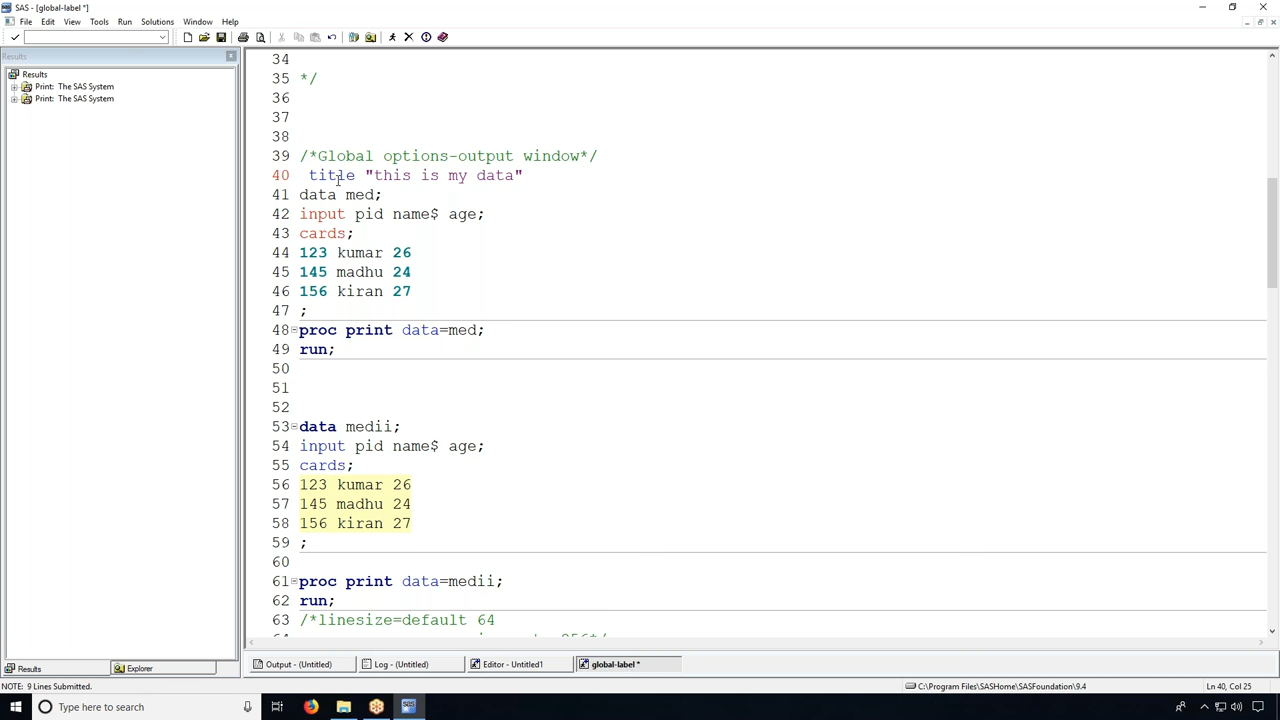 SAS - [global-label *]
File Edit View Tools Run Solutions Window Help
Results
Results
Print: The SAS System
Print: The SAS System
34
35 */
36
37
38
39 /*Global options-output window*/
40 title "this is my data"
41 data med;
42 input pid name$ age;
43 cards;
44 123 kumar 26
45 145 madhu 24
46 156 kiran 27
47 ;
48 proc print data=med;
49 run;
50
51
52
53 data medii;
54 input pid name$ age;
55 cards;
56 123 kumar 26
57 145 madhu 24
58 156 kiran 27
59 ;
60
61 proc print data=medii;
62 run;
63 /*linesize=default 64
Results Explorer
Output - (Untitled) Log - (Untitled) Editor - Untitled1 global-label *
NOTE: 9 Lines Submitted. C:\Program Files\SASHome\SASFoundation\9.4 Ln 40, Col 25
Type here to search